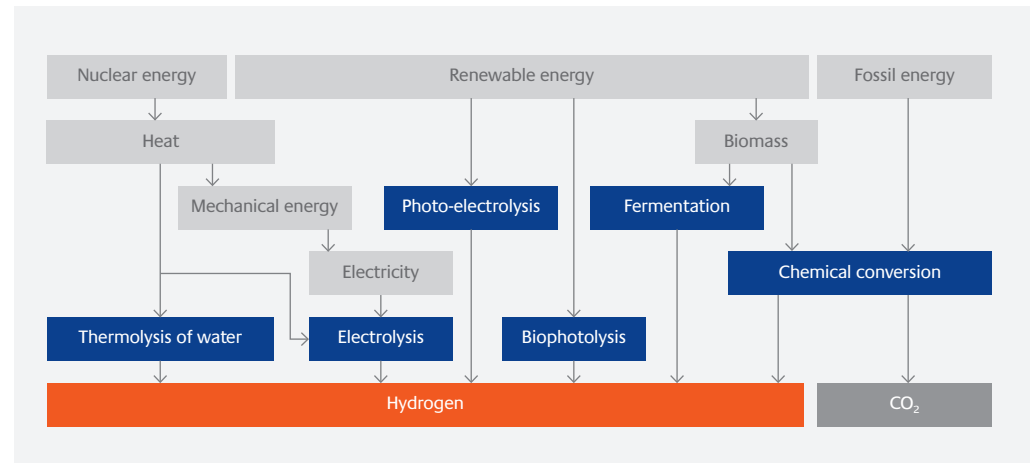 Nuclear energy
Renewable energy
Fossil energy
Heat
Biomass
Mechanical energy
Photo-electrolysis
Fermentation
Electricity
Chemical conversion
Thermolysis of water
Electrolysis
Biophotolysis
Hydrogen
CO₂